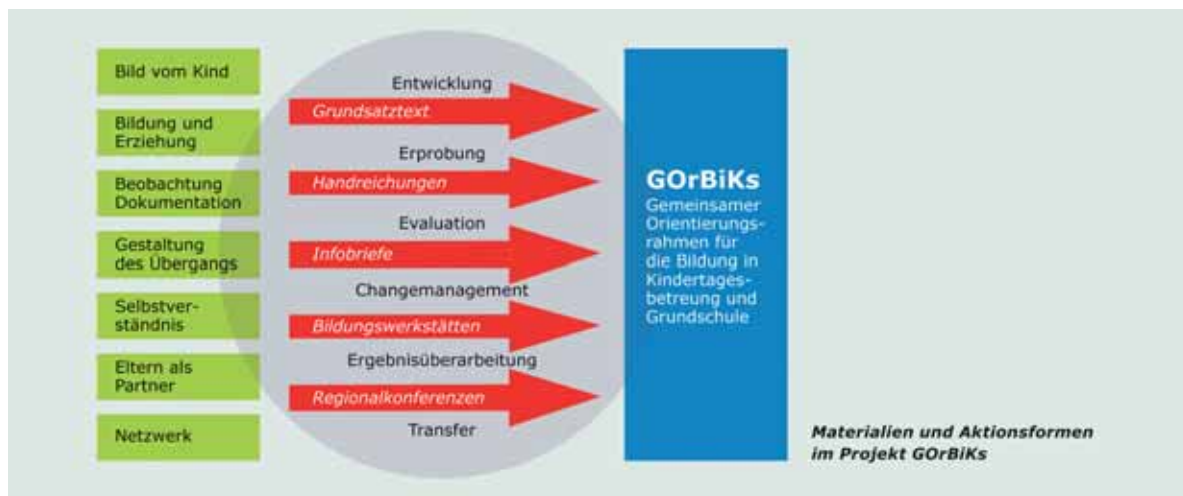 Bild vom Kind
Bildung und
Erziehung
Beobachtung
Dokumentation
Gestaltung
des Übergangs
Selbstver-
ständnis
Eltern als
Partner
Netzwerk
Entwicklung
Grundsatztext
Erprobung
Handreichungen
Evaluation
Infobriefe
Changemanagement
Bildungswerkstätten
Ergebnisüberarbeitung
Regionalkonferenzen
Transfer
GOrBiKs
Gemeinsamer
Orientierungs-
rahmen für
die Bildung in
Kindertages-
betreung und
Grundschule
Materialien und Aktionsformen
im Projekt GOrBiKs